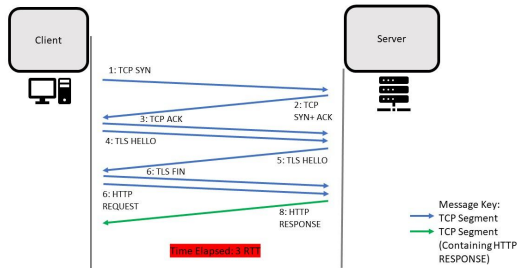 Client
Server
1: TCP SYN
2: TCP
SYN+ ACK
3: TCP ACK
4: TLS HELLO
5: TLS HELLO
6: TLS FIN
6: HTTP
REQUEST
8: HTTP
RESPONSE
Time Elapsed: 3 RTT
Message Key:
TCP Segment
TCP Segment
(Containing HTTP
RESPONSE)